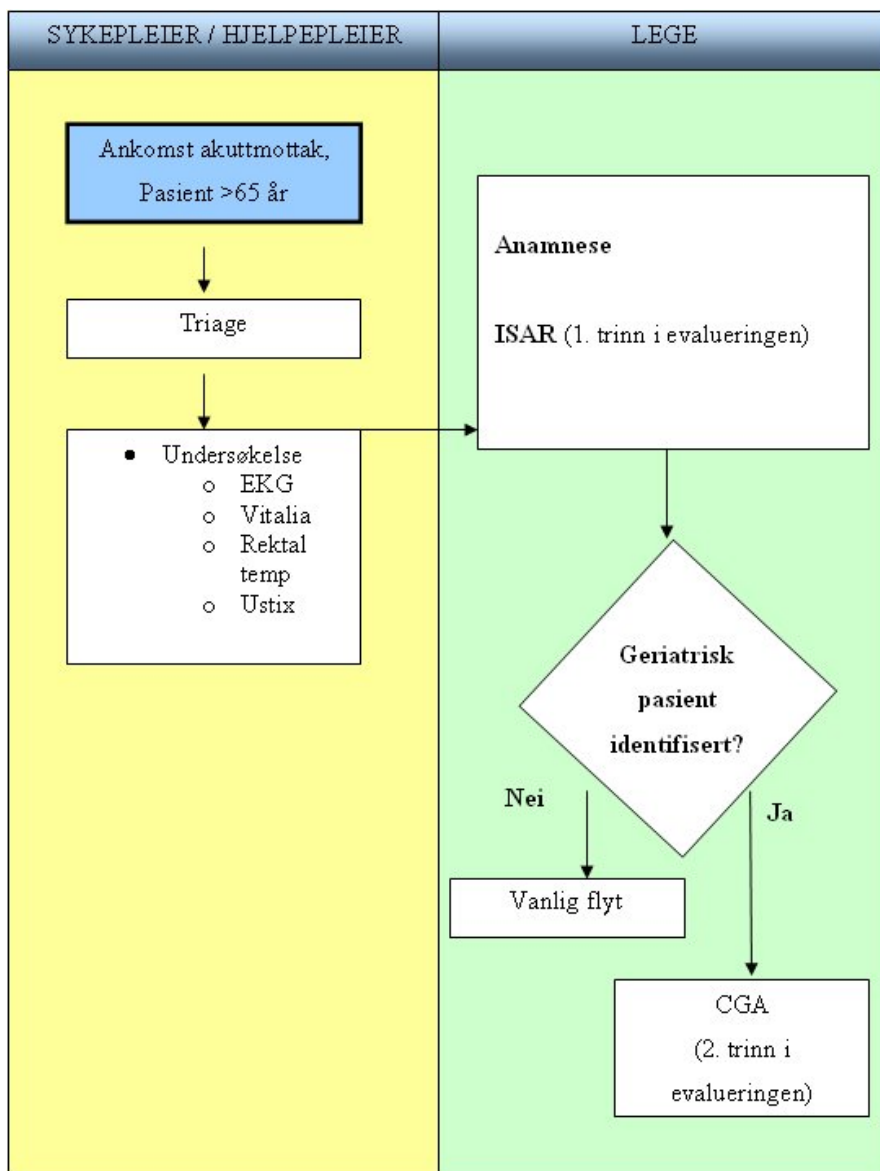 SYKEPLEIER / HJELPEPLEIER
LEGE
Ankomst akuttmottak,
Pasient >65 år
Triage
• Undersøkelse
o EKG
o Vitalia
o Rektal
temp
o Ustix
Anamnese
ISAR (1. trinn i evalueringen)
Geriatrisk
pasient
identifisert?
Nei
Ja
Vanlig flyt
CGA
(2. trinn i
evalueringen)